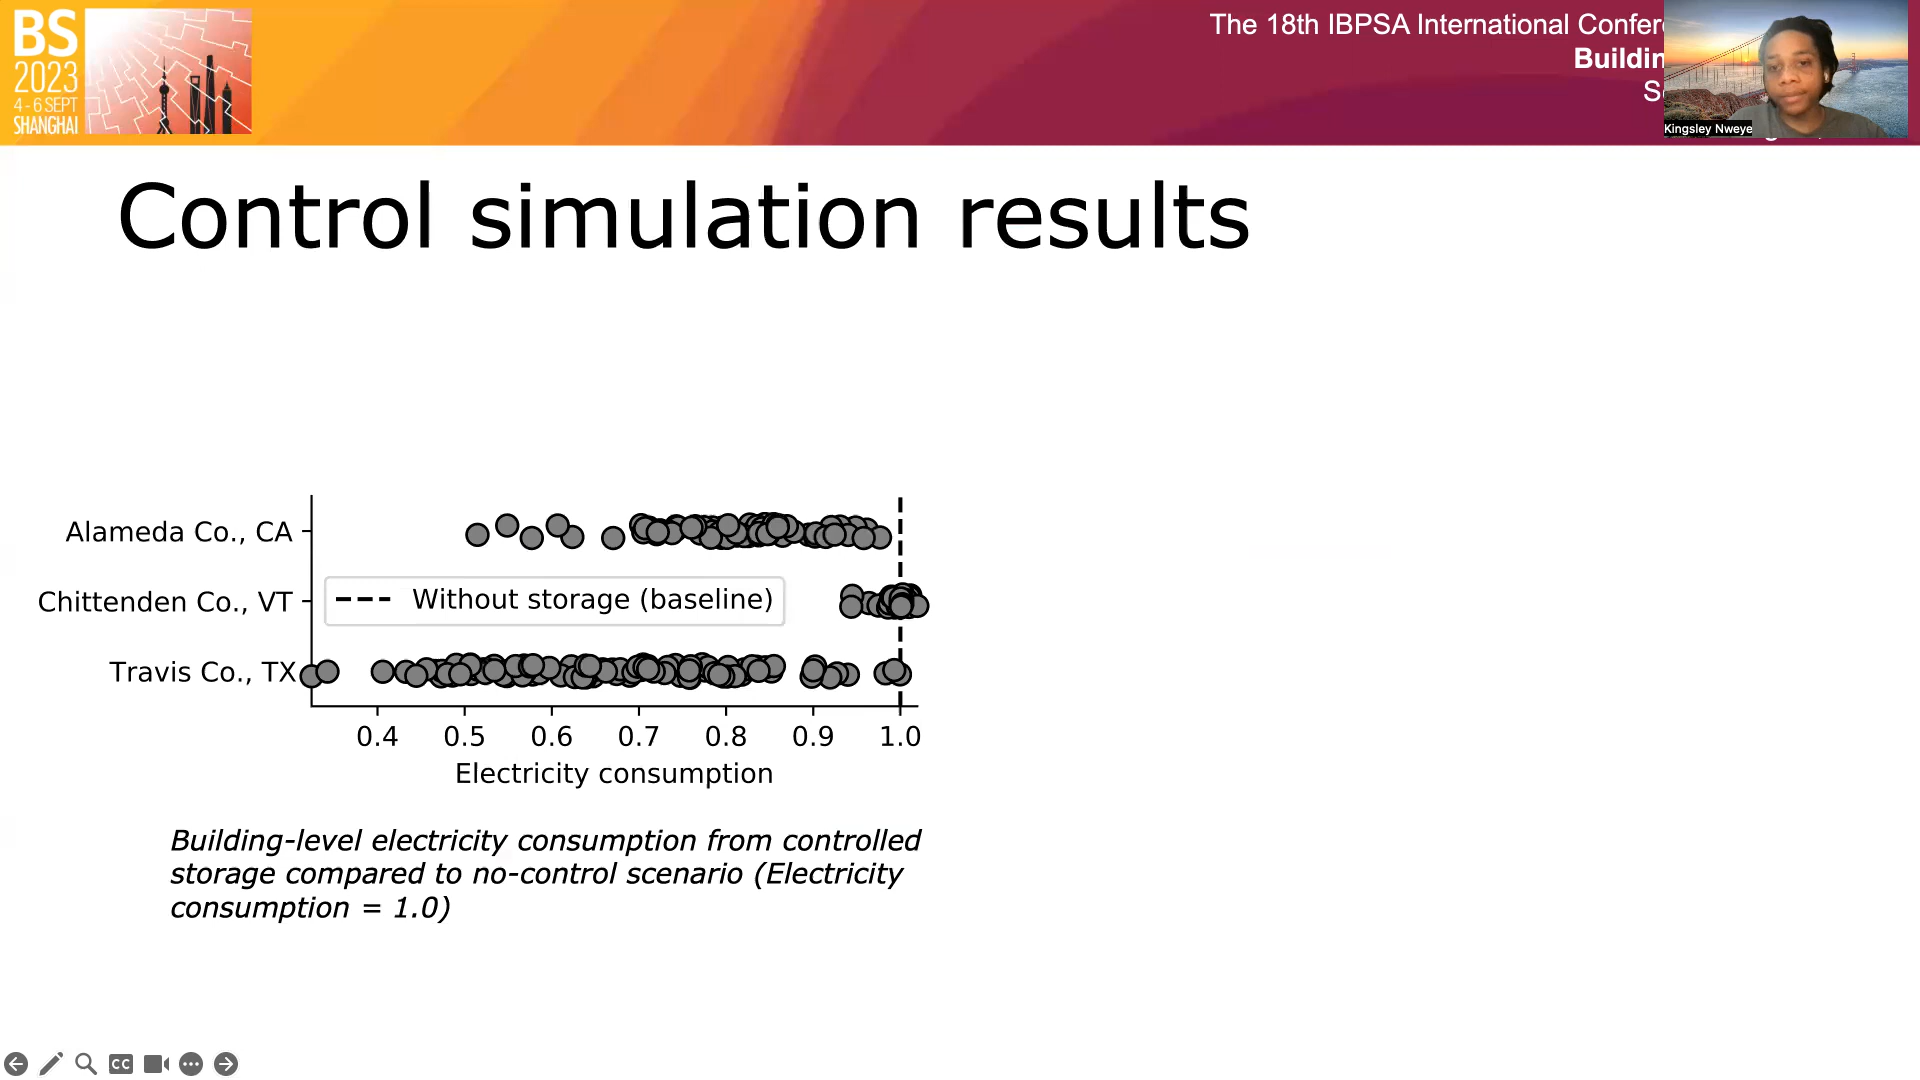 BS
2023
4 - 6 SEPT
SHANGHAI
The 18th IBPSA International
Kingsley Nweye
Control simulation results
Alameda Co., CA
Chittenden Co., VT
Without storage (baseline)
Travis Co., TX
0.4 0.5 0.6 0.7 0.8 0.9 1.0
Electricity consumption
Building-level electricity consumption from controlled
storage compared to no-control scenario (Electricity
consumption = 1.0)
CC